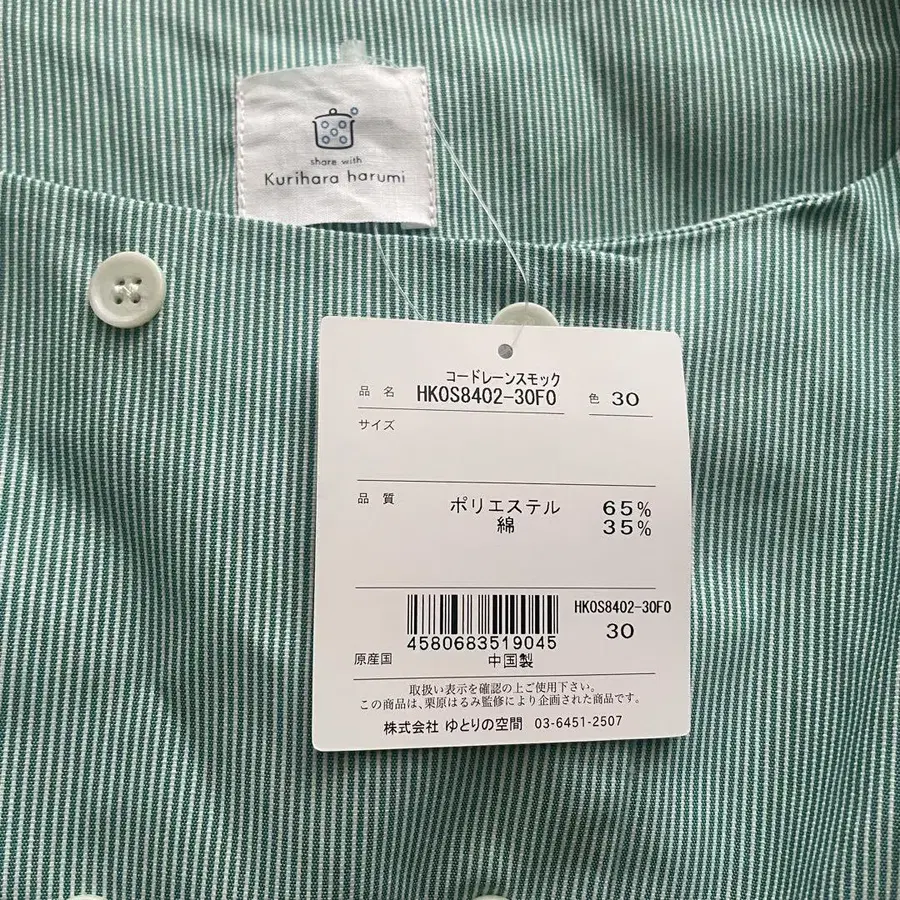 share with
Kurihara harumi
コードレーンスモック
品 名 HK0S8402-30F0 色 30
サイズ
品 質 ポリエステル 65%
綿 35%
4580683519045
HK0S8402-30F0
30
原産国 中国製
取扱い表示を確認の上ご使用下さい。
この商品は、栗原はるみ監修により企画された商品です。
株式会社 ゆとりの空間 03-6451-2507